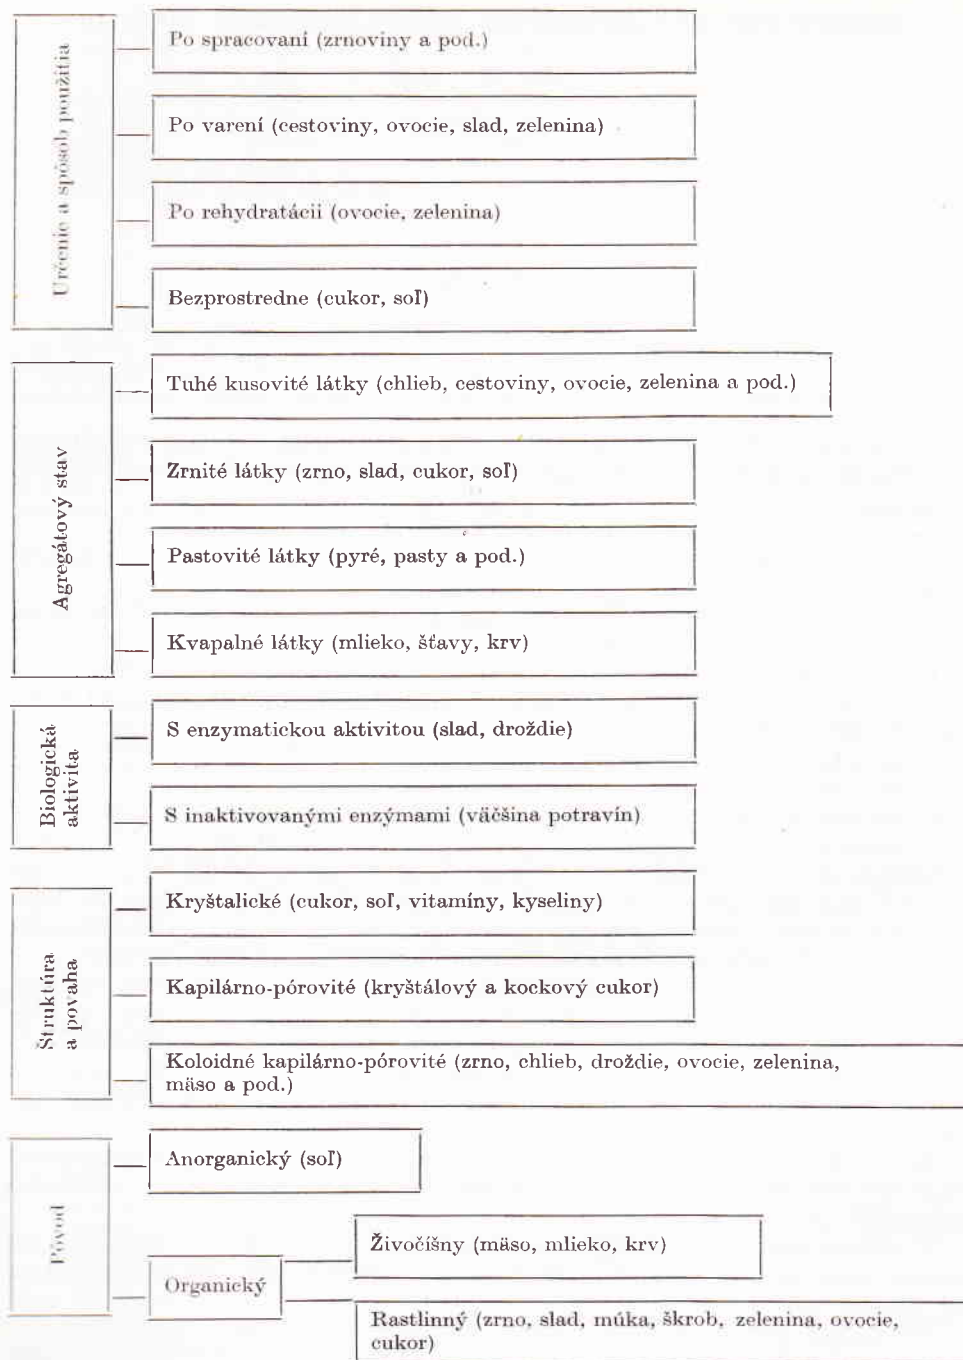 Určenie a spôsob použitia
Po spracovaní (zrnoviny a pod.)
Po varení (cestoviny, ovocie, slad, zelenina)
Po rehydratácii (ovocie, zelenina)
Bezprostredne (cukor, soľ)
Agregátový stav
Tuhé kusovité látky (chlieb, cestoviny, ovocie, zelenina a pod.)
Zrnité látky (zrno, slad, cukor, soľ)
Pastovité látky (pyré, pasty a pod.)
Kvapalné látky (mlieko, šťavy, krv)
Biologická
aktivita
S enzymatickou aktivitou (slad, droždie)
S inaktivovanými enzýmami (väčšina potravín)
Štruktúra
a povaha
Kryštalické (cukor, soľ, vitamíny, kyseliny)
Kapilárno-pórovité (kryštálový a kockový cukor)
Koloidné kapilárno-pórovité (zrno, chlieb, droždie, ovocie, zelenina,
mäso a pod.)
Pôvod
Anorganický (soľ)
Organický
Živočíšny (mäso, mlieko, krv)
Rastlinný (zrno, slad, múka, škrob, zelenina, ovocie,
cukor)